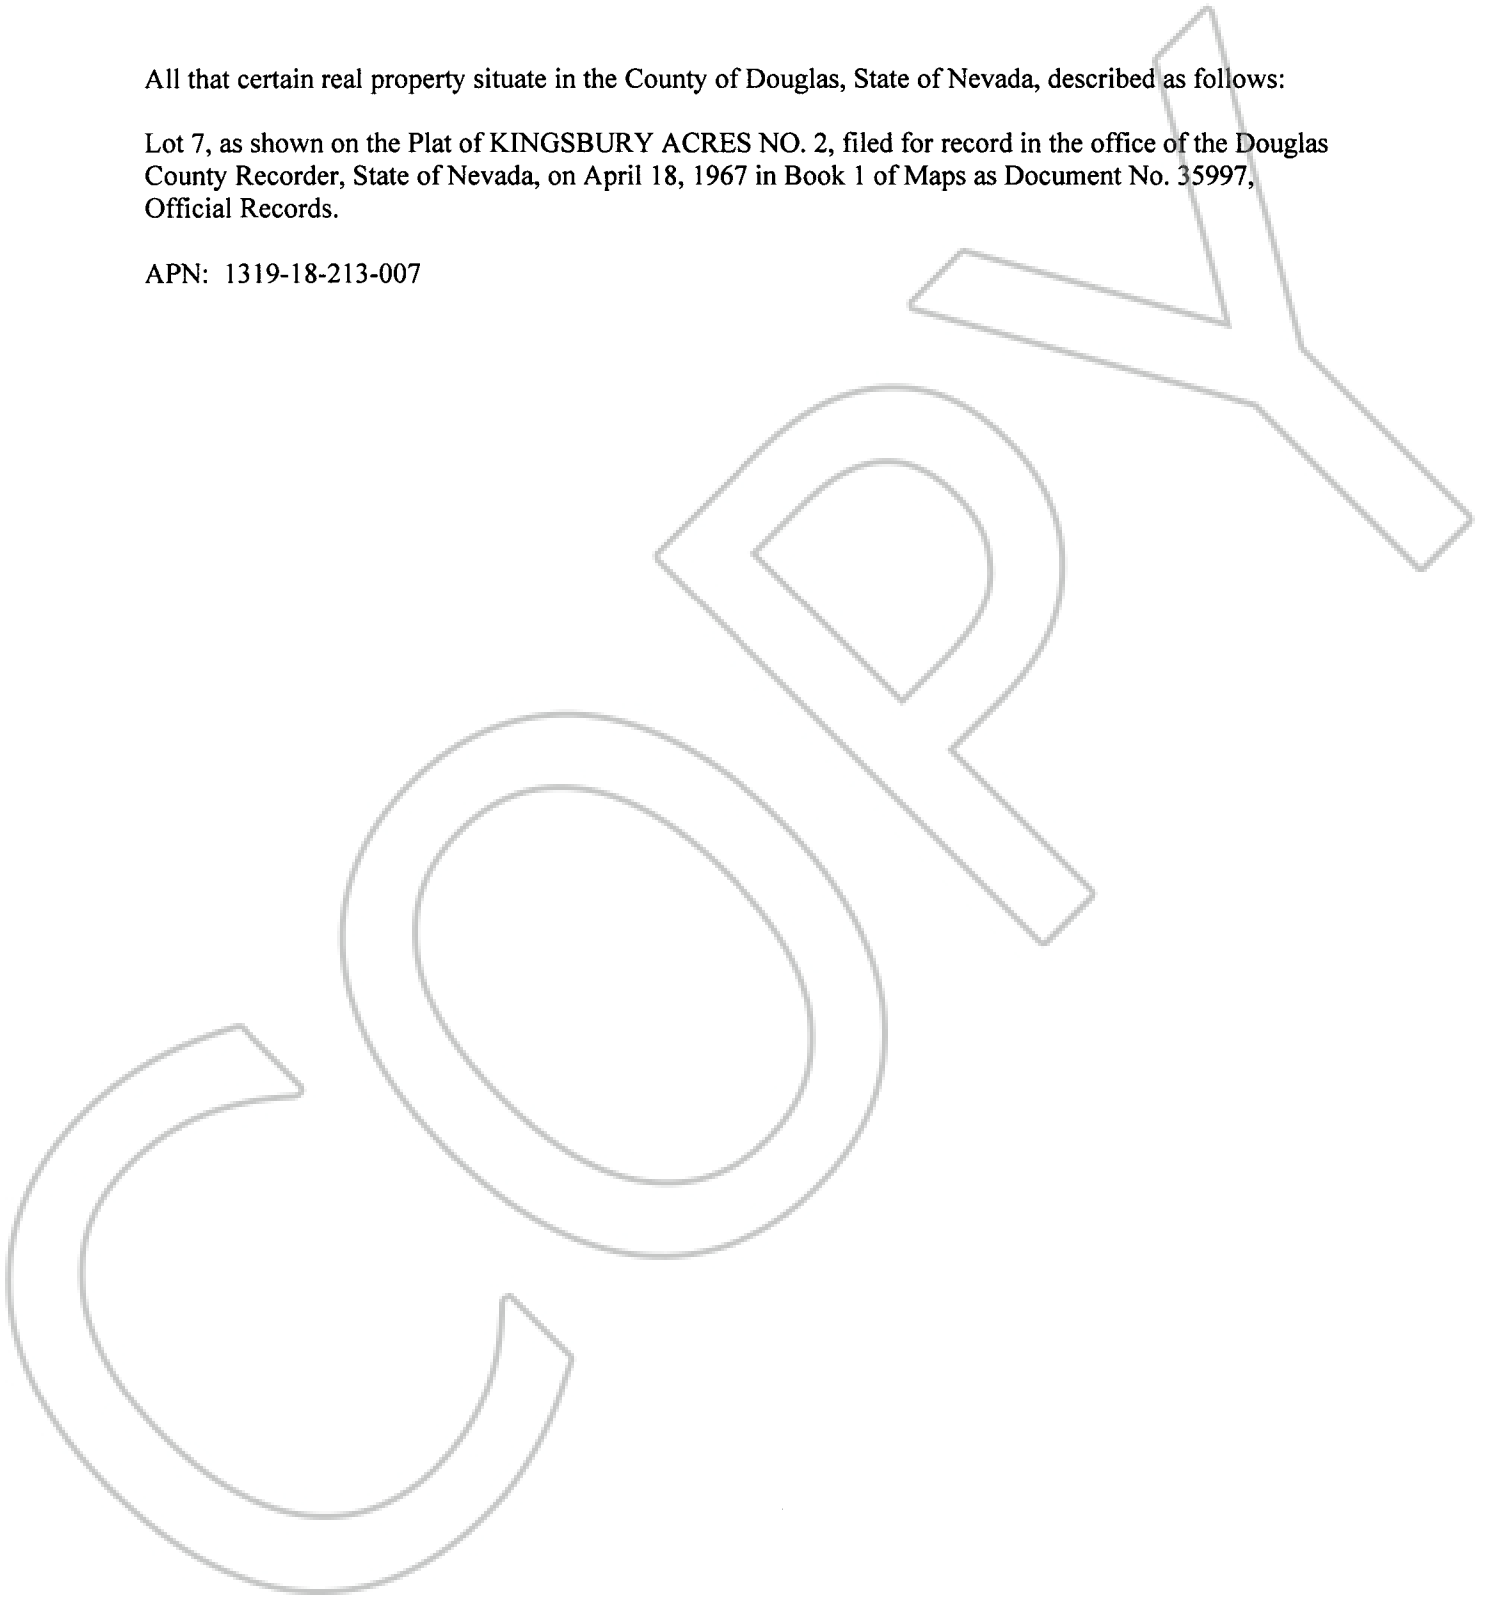 All that certain real property situate in the County of Douglas, State of Nevada, described as follows:
Lot 7, as shown on the Plat of KINGSBURY ACRES NO. 2, filed for record in the office of the Douglas
County Recorder, State of Nevada, on April 18, 1967 in Book 1 of Maps as Document No. 35997,
Official Records.
APN: 1319-18-213-007
COPY